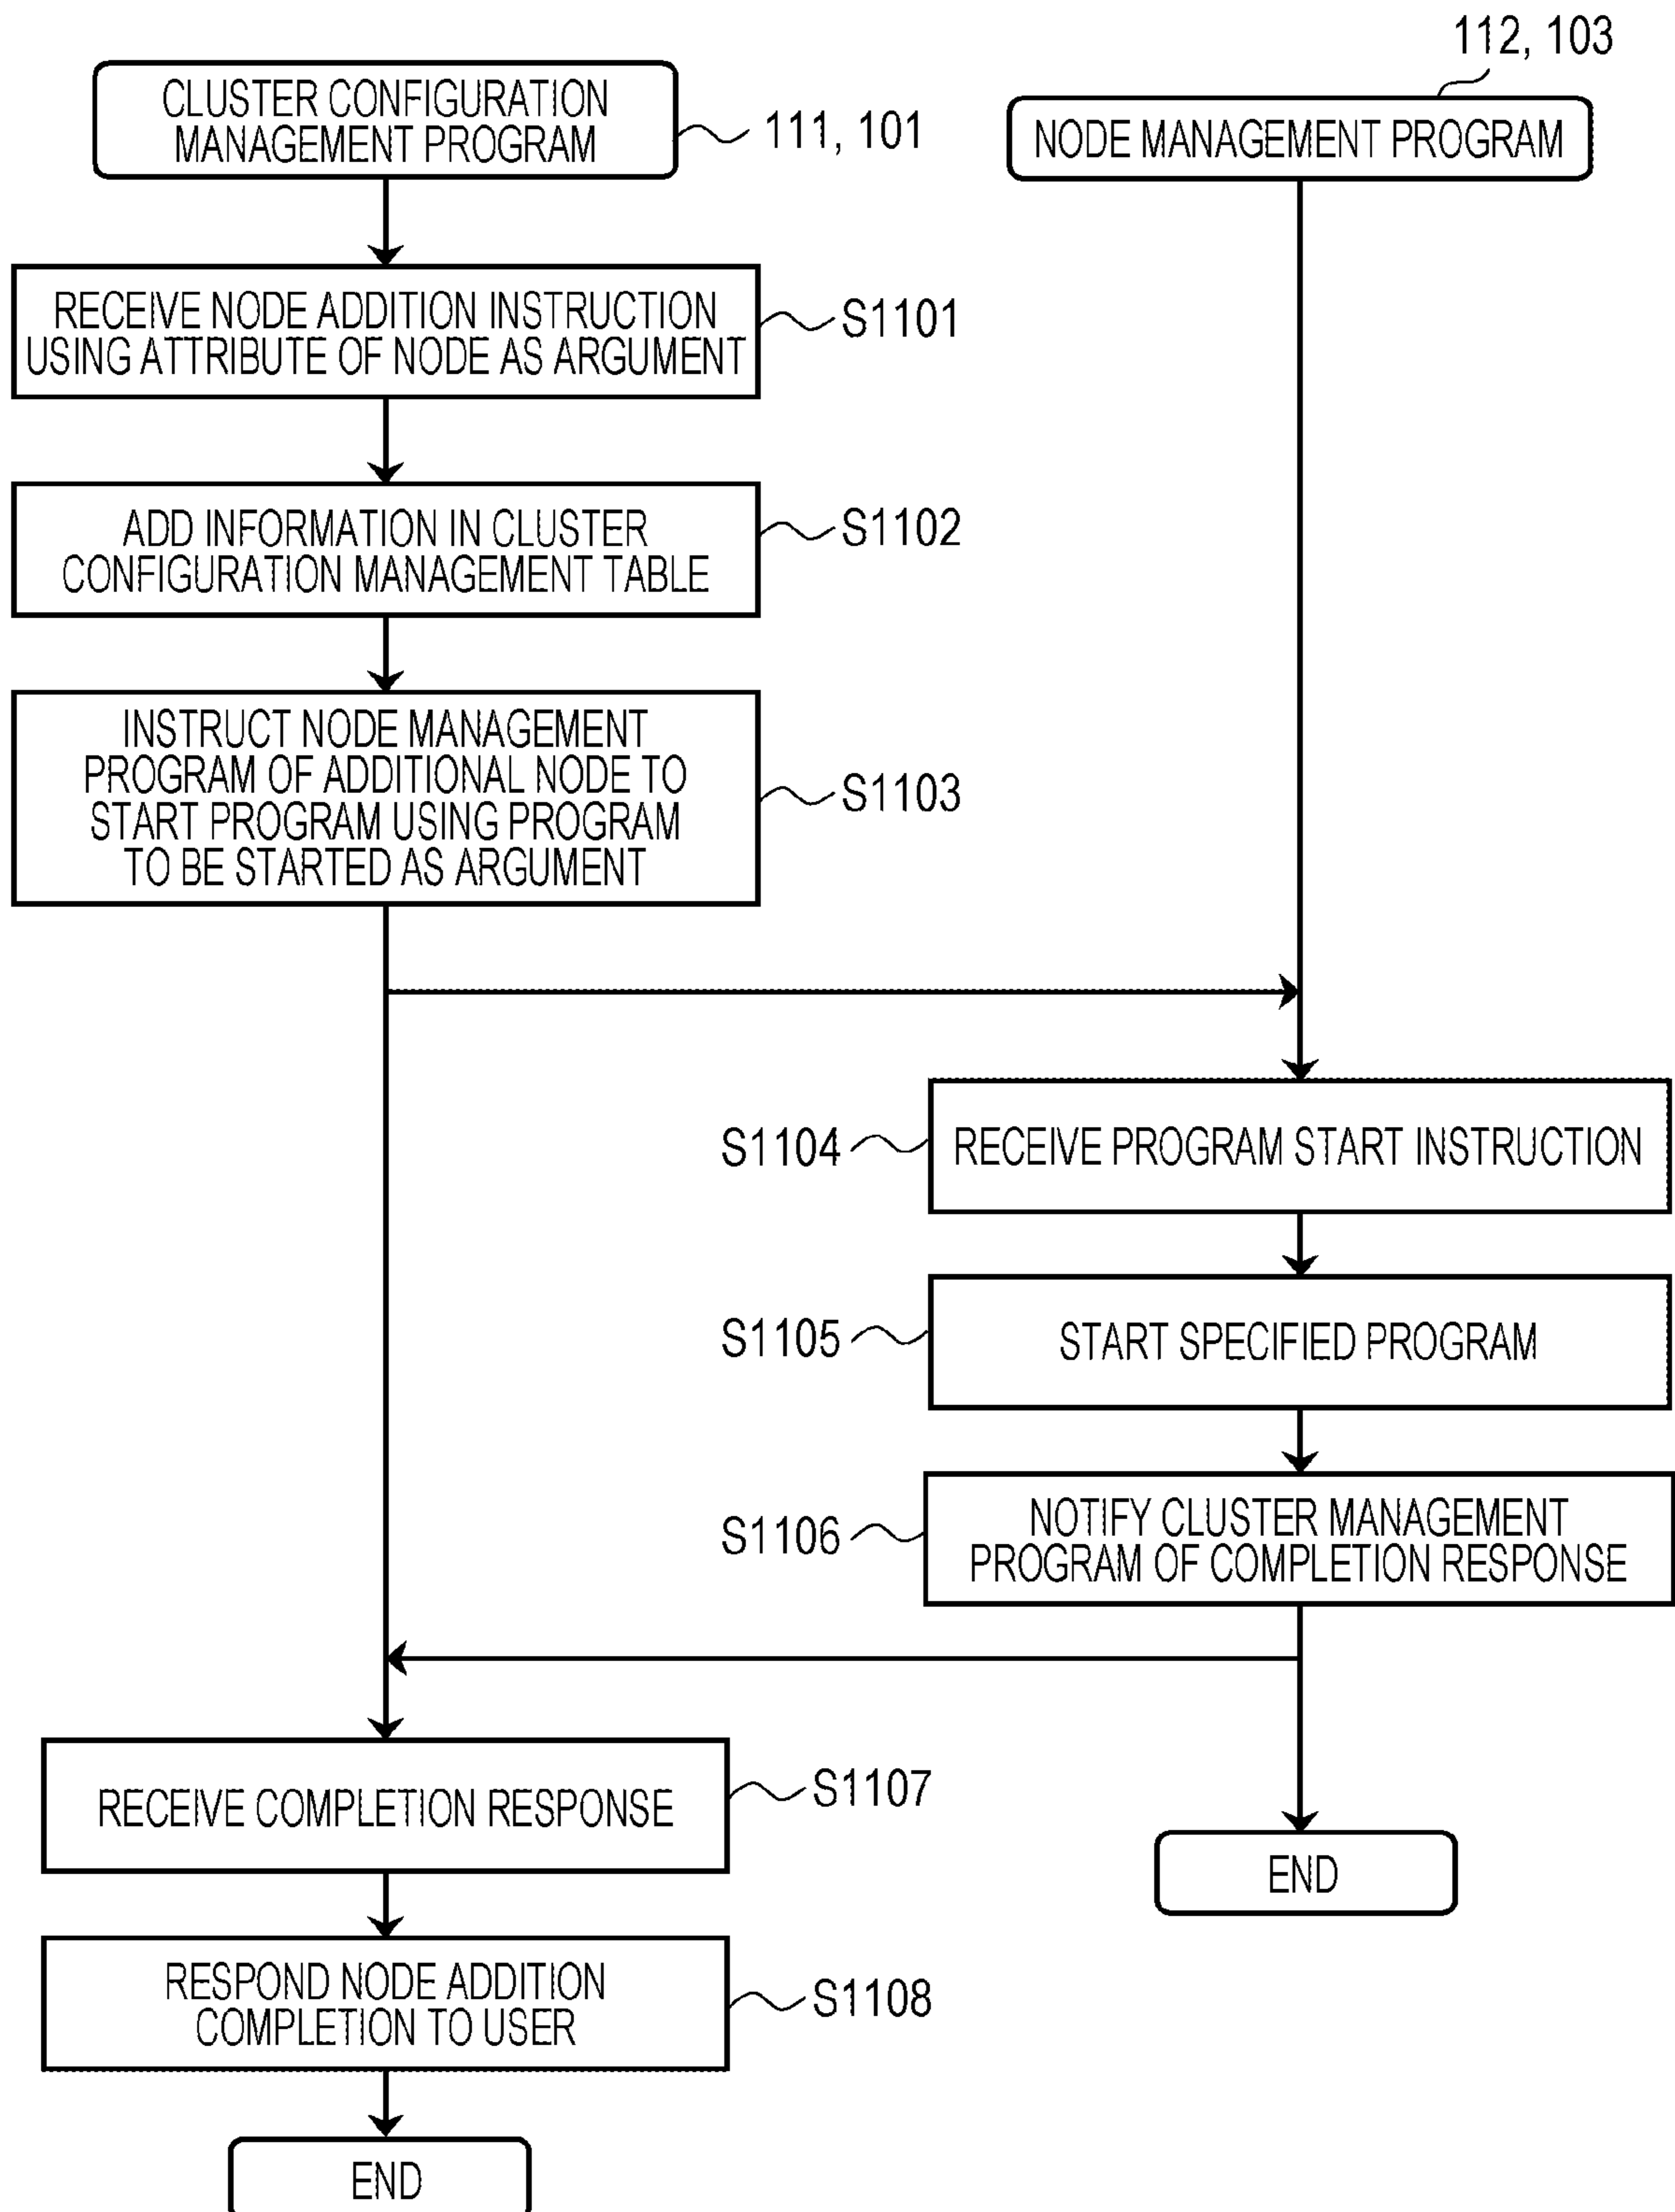 112, 103
CLUSTER CONFIGURATION
MANAGEMENT PROGRAM
111, 101
NODE MANAGEMENT PROGRAM
RECEIVE NODE ADDITION INSTRUCTION
USING ATTRIBUTE OF NODE AS ARGUMENT
S1101
ADD INFORMATION IN CLUSTER
CONFIGURATION MANAGEMENT TABLE
S1102
INSTRUCT NODE MANAGEMENT
PROGRAM OF ADDITIONAL NODE TO
START PROGRAM USING PROGRAM
TO BE STARTED AS ARGUMENT
S1103
S1104
RECEIVE PROGRAM START INSTRUCTION
S1105
START SPECIFIED PROGRAM
S1106
NOTIFY CLUSTER MANAGEMENT
PROGRAM OF COMPLETION RESPONSE
RECEIVE COMPLETION RESPONSE
S1107
END
RESPOND NODE ADDITION
COMPLETION TO USER
S1108
END